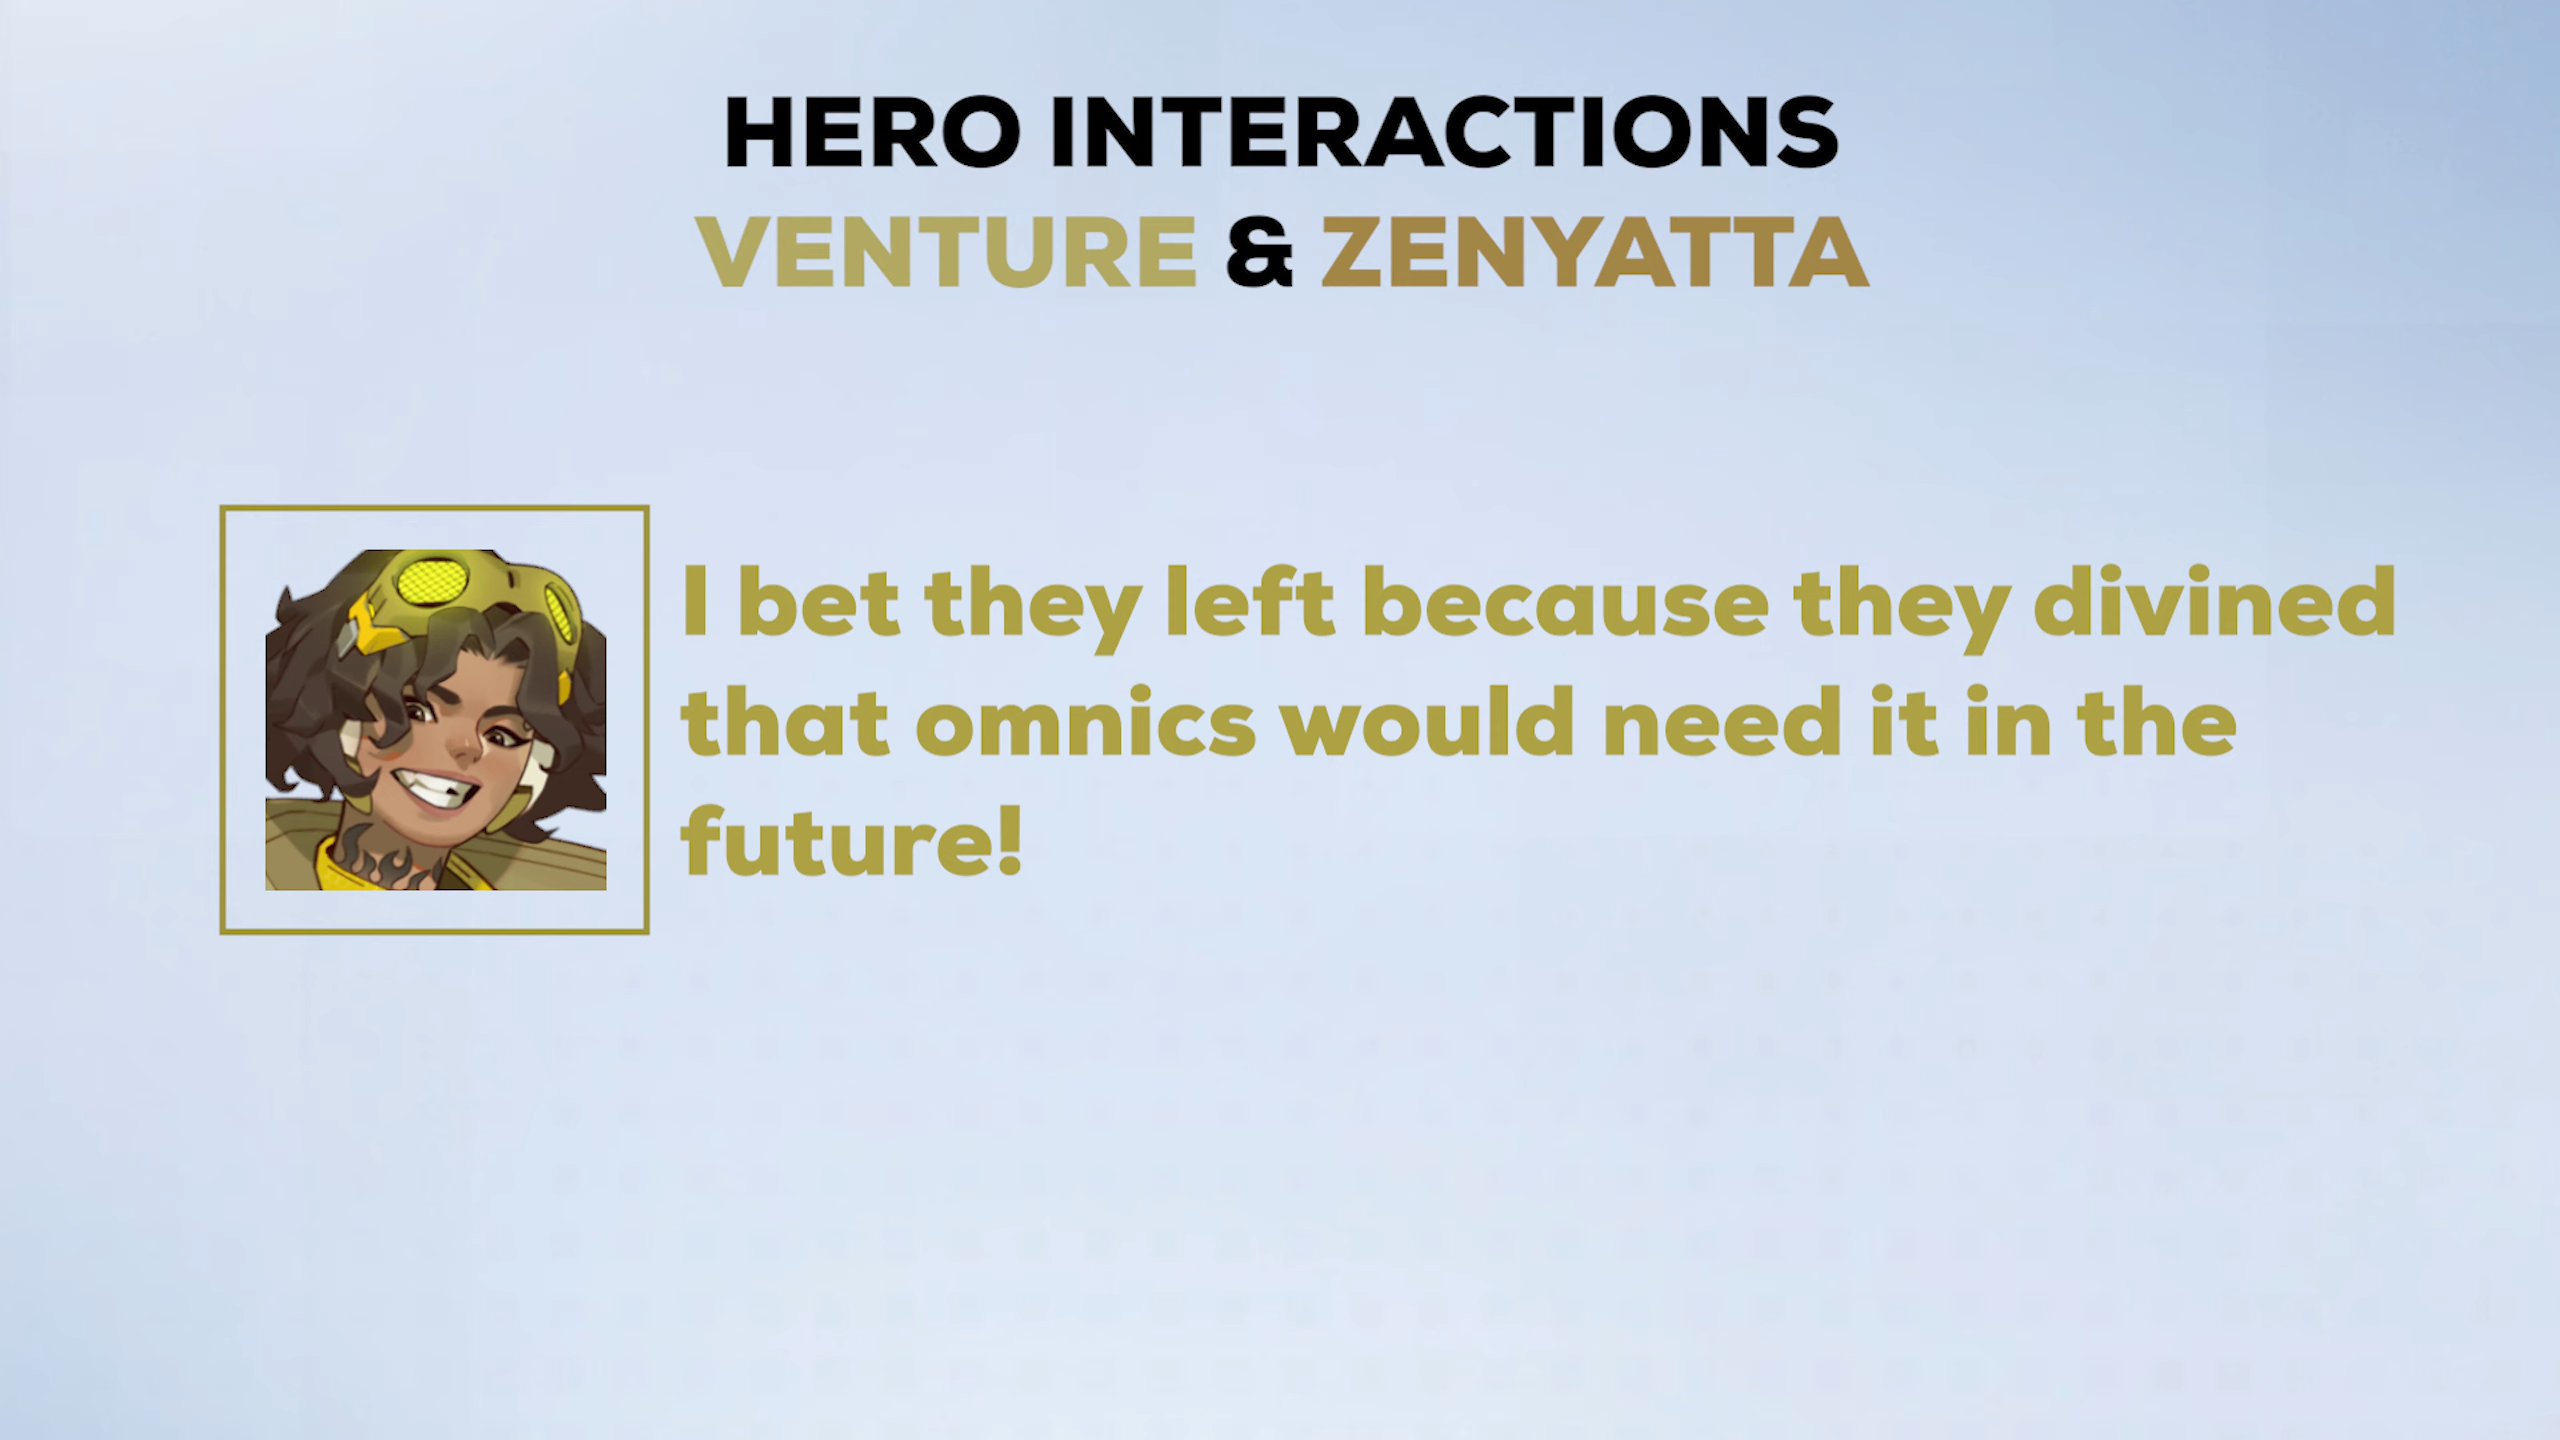 HERO INTERACTIONS
VENTURE & ZENYATTA
I bet they left because they divined
that omnics would need it in the
future!